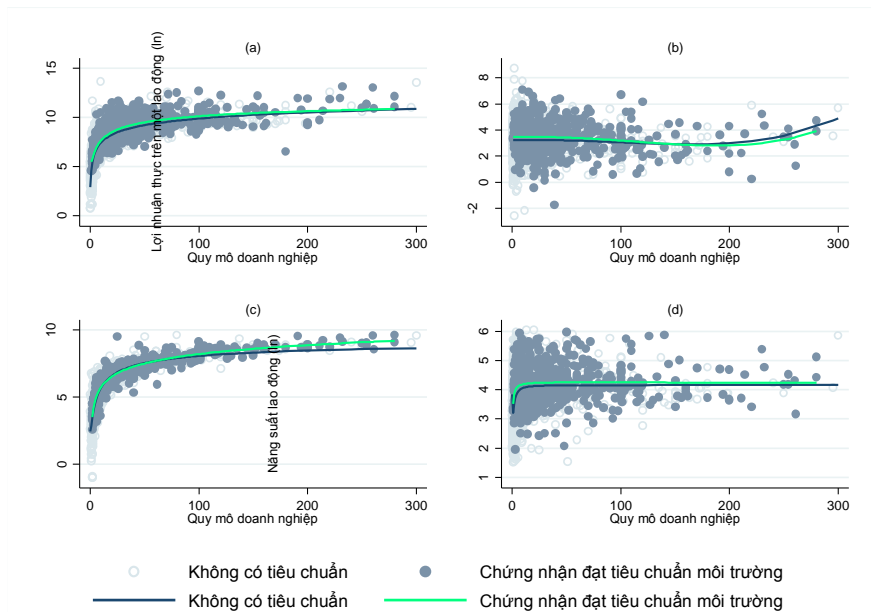 (a)
15
10
5
0
Lợi nhuận thực trên một lao động (ln)
0 100 200 300
Quy mô doanh nghiệp
(b)
8
6
4
2
0
-2
0 100 200 300
Quy mô doanh nghiệp
(c)
10
5
0
Năng suất lao động (ln)
0 100 200 300
Quy mô doanh nghiệp
(d)
6
5
4
3
2
1
0 100 200 300
Quy mô doanh nghiệp
Không có tiêu chuẩn Chứng nhận đạt tiêu chuẩn môi trường
Không có tiêu chuẩn Chứng nhận đạt tiêu chuẩn môi trường